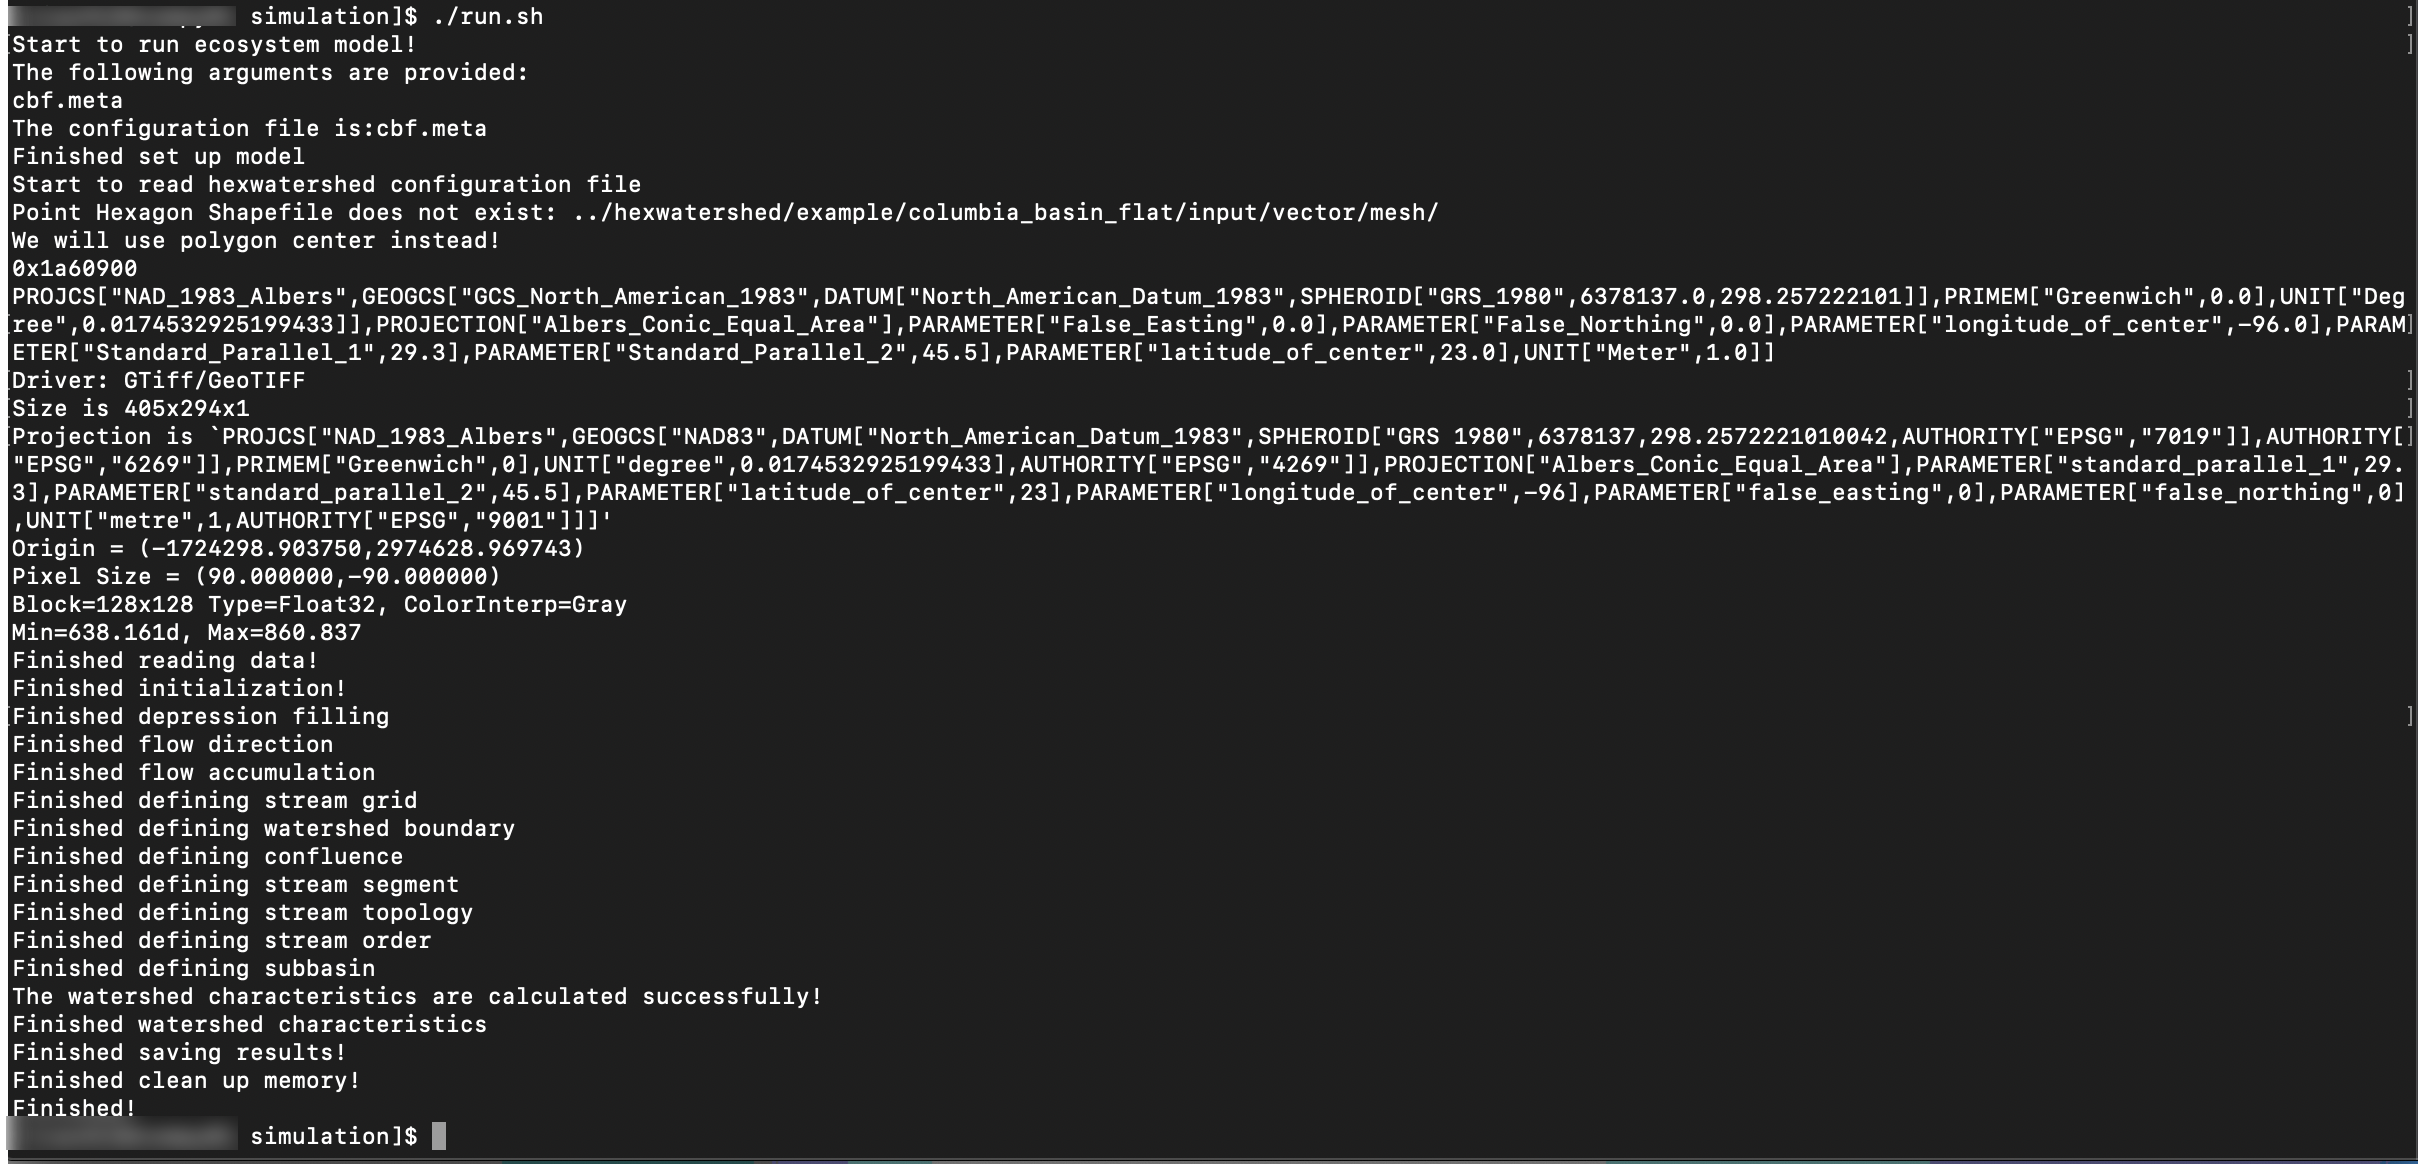 simulation]$ ./run.sh
Start to run ecosystem model!
The following arguments are provided:
cbf.meta
The configuration file is:cbf.meta
Finished set up model
Start to read hexwatershed configuration file
Point Hexagon Shapefile does not exist: ../hexwatershed/example/columbia_basin_flat/input/vector/mesh/
We will use polygon center instead!
0x1a60900
PROJCS["NAD_1983_Albers",GEOGCS["GCS_North_American_1983",DATUM["North_American_Datum_1983",SPHEROID["GRS_1980",6378137.0,298.257222101]],PRIMEM["Greenwich",0.0],UNIT["Deg
ree",0.0174532925199433]],PROJECTION["Albers_Conic_Equal_Area"],PARAMETER["False_Easting",0.0],PARAMETER["False_Northing",0.0],PARAMETER["longitude_of_center",-96.0],PARAM
ETER["Standard_Parallel_1",29.3],PARAMETER["Standard_Parallel_2",45.5],PARAMETER["latitude_of_center",23.0],UNIT["Meter",1.0]]
Driver: GTiff/GeoTIFF
Size is 405x294x1
Projection is `PROJCS["NAD_1983_Albers",GEOGCS["NAD83",DATUM["North_American_Datum_1983",SPHEROID["GRS 1980",6378137,298.2572221010042,AUTHORITY["EPSG","7019"]],AUTHORITY[
"EPSG","6269"]],PRIMEM["Greenwich",0],UNIT["degree",0.0174532925199433],AUTHORITY["EPSG","4269"]],PROJECTION["Albers_Conic_Equal_Area"],PARAMETER["standard_parallel_1",29.
3],PARAMETER["standard_parallel_2",45.5],PARAMETER["latitude_of_center",23],PARAMETER["longitude_of_center",-96],PARAMETER["false_easting",0],PARAMETER["false_northing",0]
,UNIT["metre",1,AUTHORITY["EPSG","9001"]]]'
Origin = (-1724298.903750,2974628.969743)
Pixel Size = (90.000000,-90.000000)
Block=128x128 Type=Float32, ColorInterp=Gray
Min=638.161d, Max=860.837
Finished reading data!
Finished initialization!
Finished depression filling
Finished flow direction
Finished flow accumulation
Finished defining stream grid
Finished defining watershed boundary
Finished defining confluence
Finished defining stream segment
Finished defining stream topology
Finished defining stream order
Finished defining subbasin
The watershed characteristics are calculated successfully!
Finished watershed characteristics
Finished saving results!
Finished clean up memory!
Finished!
simulation]$